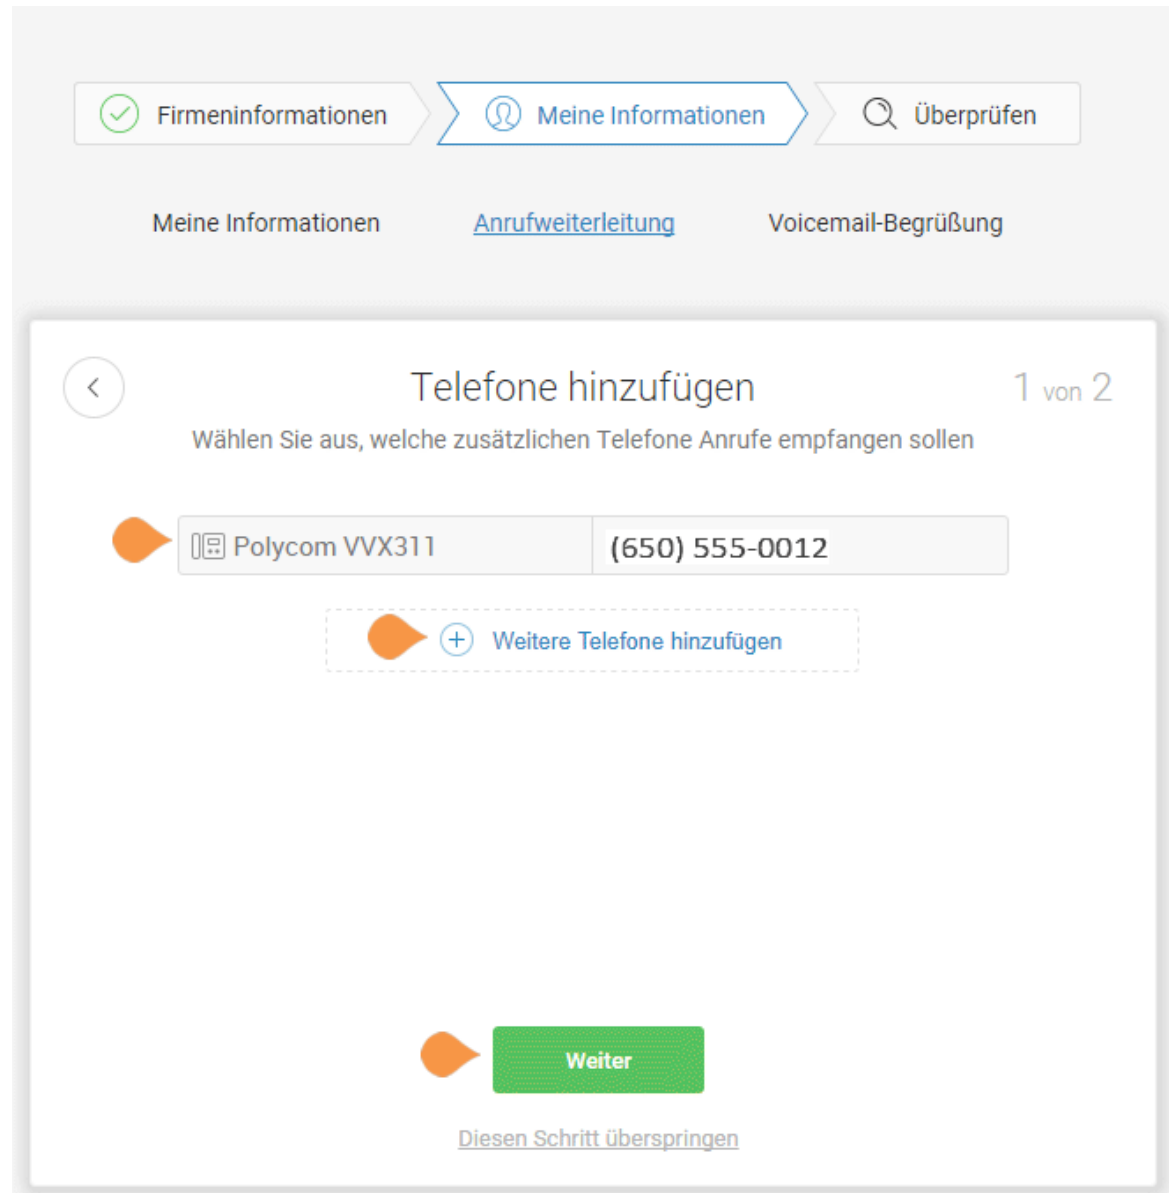 Firmeninformationen
Meine Informationen
Überprüfen
Meine Informationen
Anrufweiterleitung
Voicemail-Begrüßung
Telefone hinzufügen
1 von 2
Wählen Sie aus, welche zusätzlichen Telefone Anrufe empfangen sollen
Polycom VVX311
(650) 555-0012
Weitere Telefone hinzufügen
Weiter
Diesen Schritt überspringen